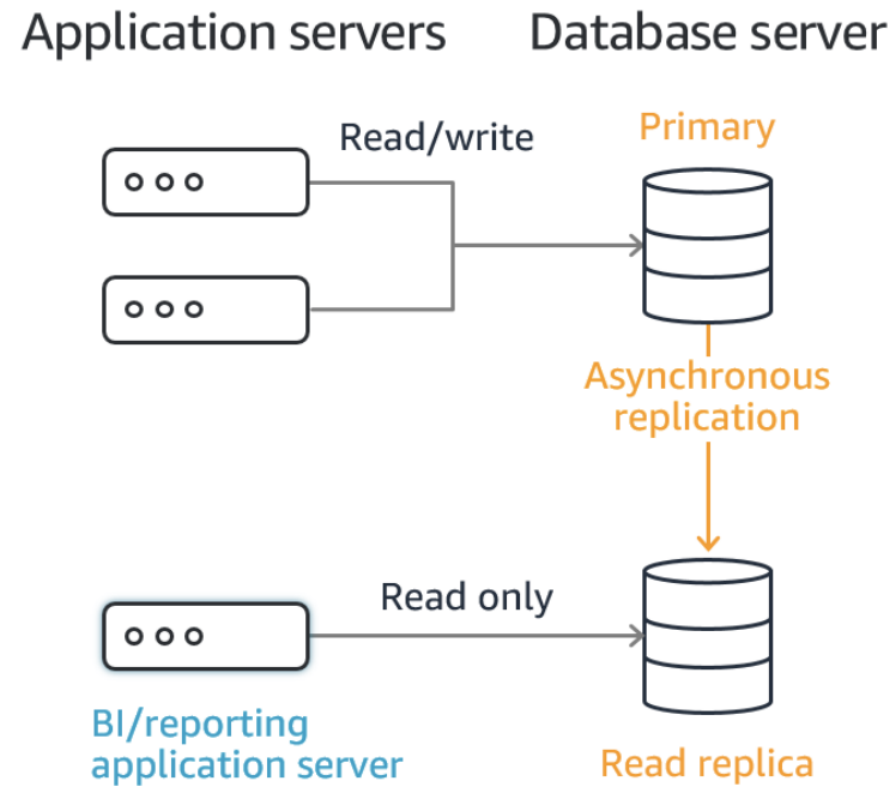 Application servers
Database server
Read/write
Primary
Asynchronous
replication
Read only
BI/reporting
application server
Read replica